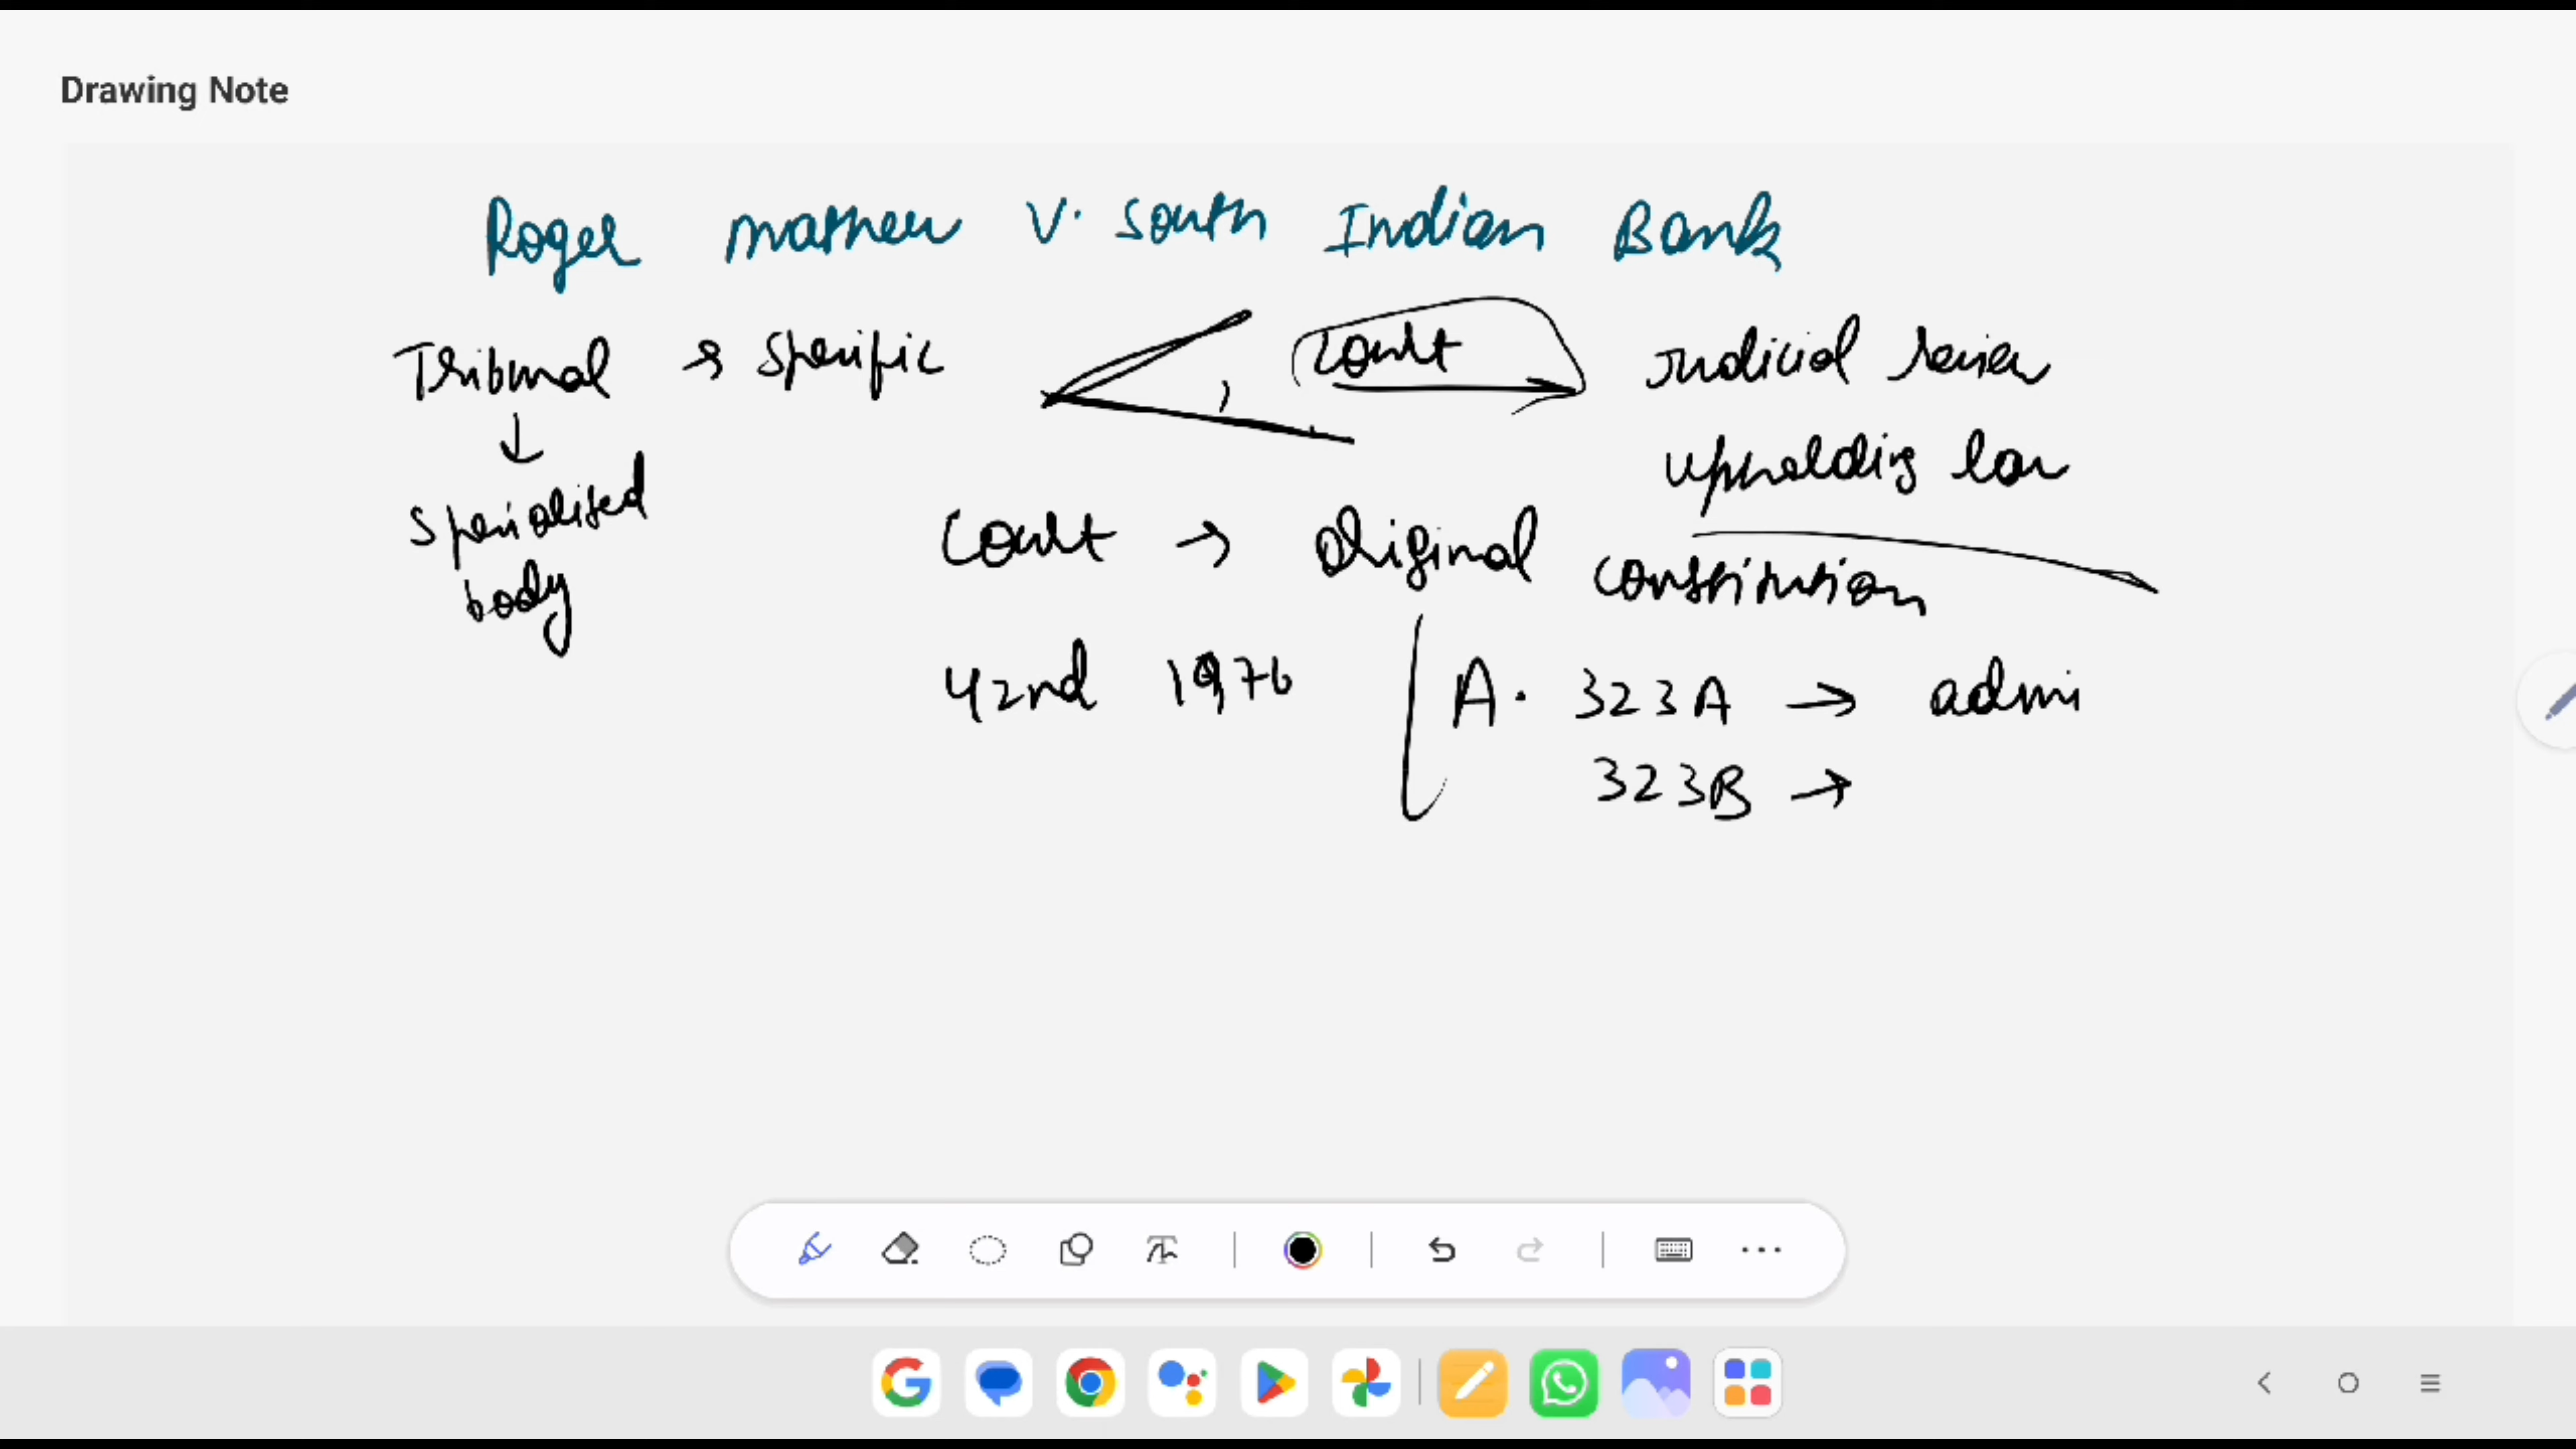 Drawing Note
Roger mathew V. South Indian Bank
Tribunal → specific
court
Judicial review
↓
upholding law
specialised
body
court → original constitution
42nd 1976
A. 323A → admi
323B →